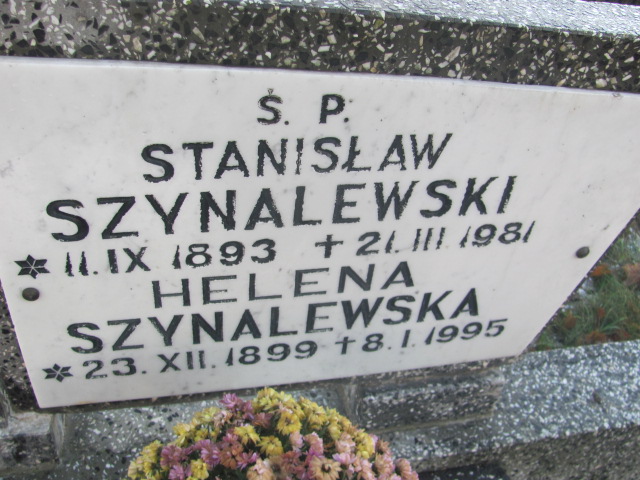 Ś. P.
STANISŁAW
SZYNALEWSKI
* 11. IX 1893 + 21. III. 1981
HELENA
SZYNALEWSKA
* 23. XII. 1899 + 8. I. 1995